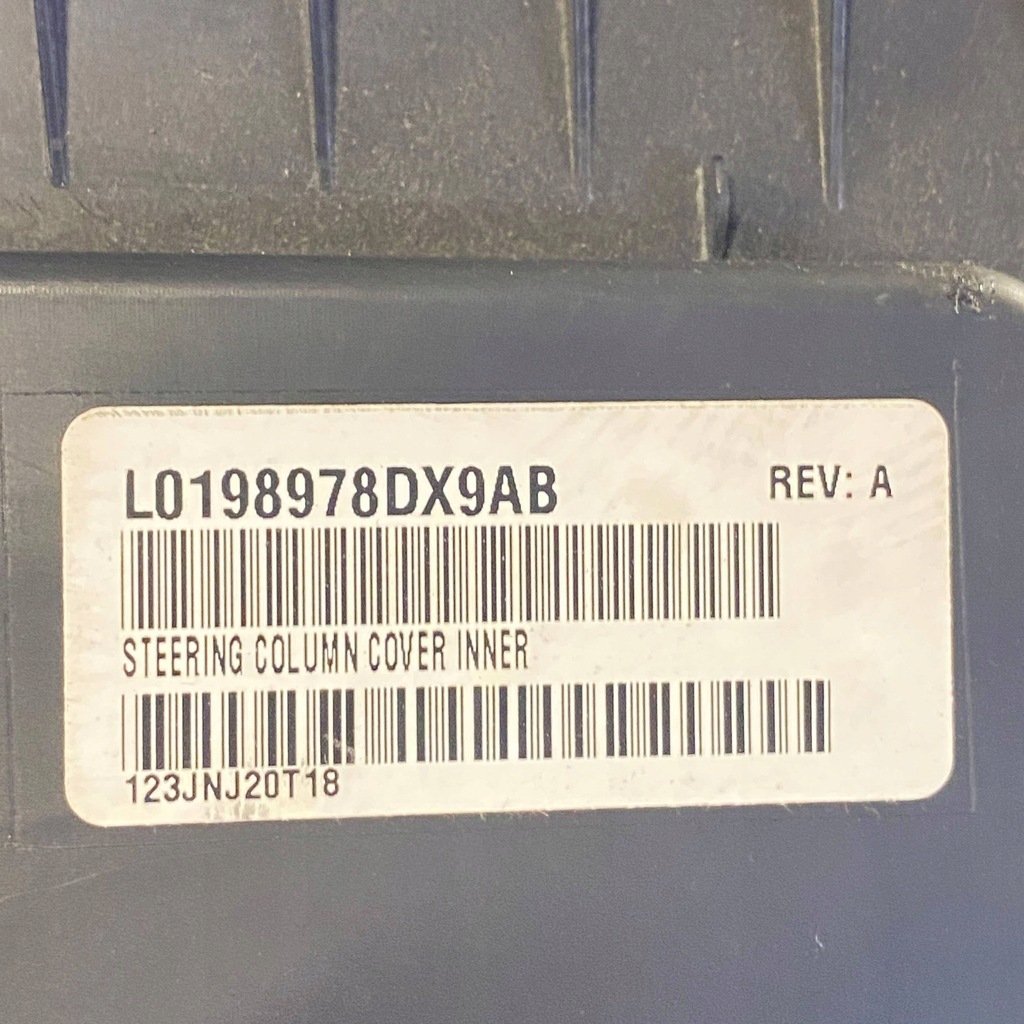 L0198978DX9AB REV: A
STEERING COLUMN COVER INNER
123JNJ20T18